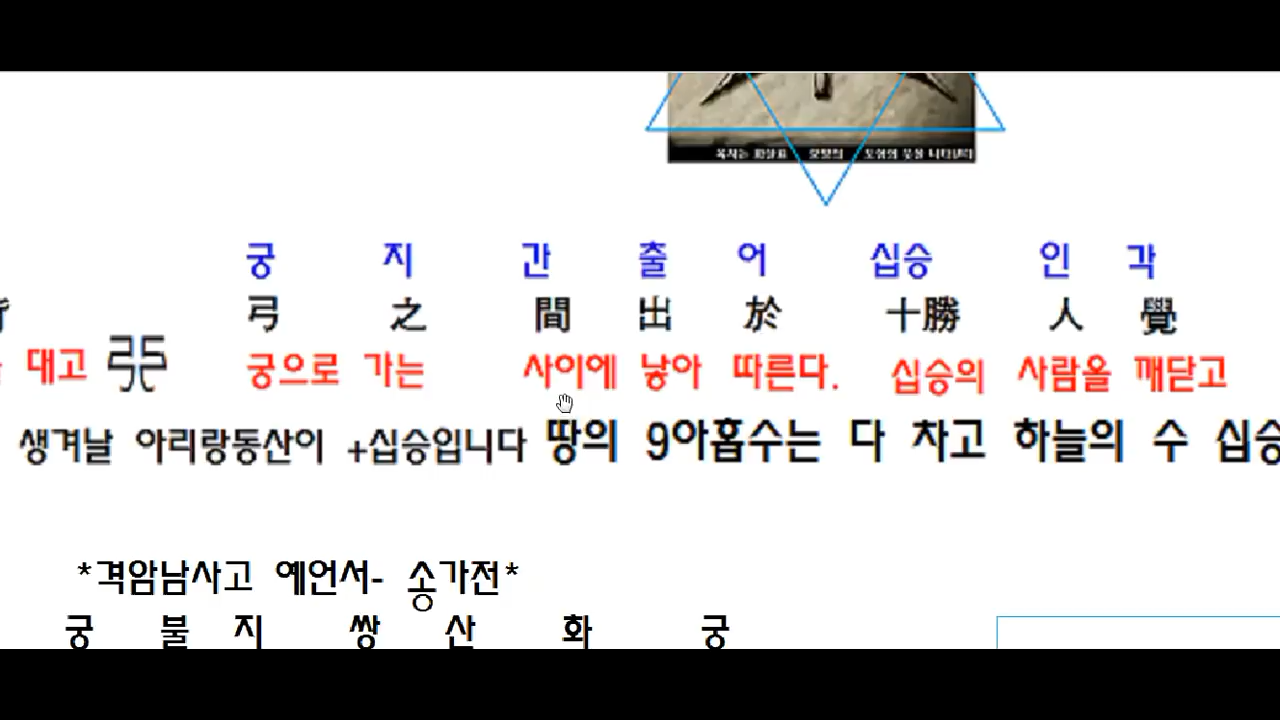 궁 지 간 출 어 십승 인 각
弓 之 間 出 於 十勝 人 覺
대고 궁으로 가는 사이에 낳아 따른다. 십승의 사람을 깨닫고
생겨날 아리랑동산이 +십승입니다 땅의 9아홉수는 다 차고 하늘의 수 십승
*격암남사고 예언서- 송가전*
궁 불 지 쌍 산 화 궁